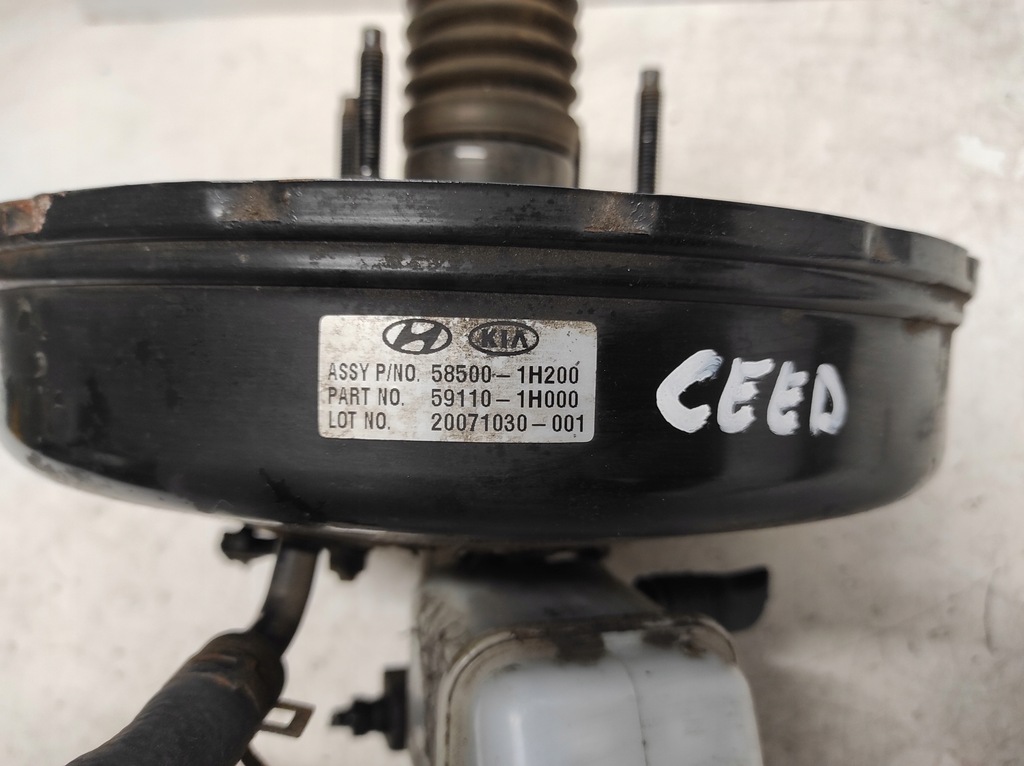 KIA
ASSY P/NO. 58500-1H200
PART NO. 59110-1H000
LOT NO. 20071030-001
CEED